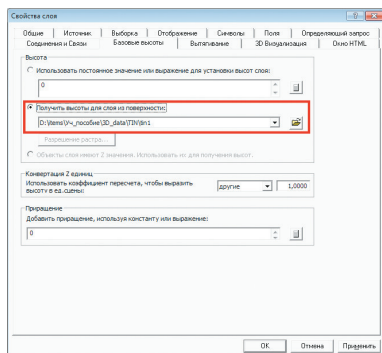 Свойства слоя
Общие Источник Выборка Отображение Символы Поля Определяющий запрос
Соединения и Связи Базовые высоты Вытягивание 3D Визуализация Окно HTML
Высота
Использовать постоянное значение или выражение для установки высот слоя:
0
Получить высоты для слоя из поверхности:
D:\Items\Уч_пособие\3D_data\TIN\tin1
Разрешение растра...
Объекты слоя имеют Z значения. Использовать их для получения высот.
Конвертация Z единиц
Использовать коэффициент пересчета, чтобы выразить
высоту в ед.сцены:
другие 1,0000
Приращение
Добавить приращение, используя константу или выражение:
0
OK Отмена Применить